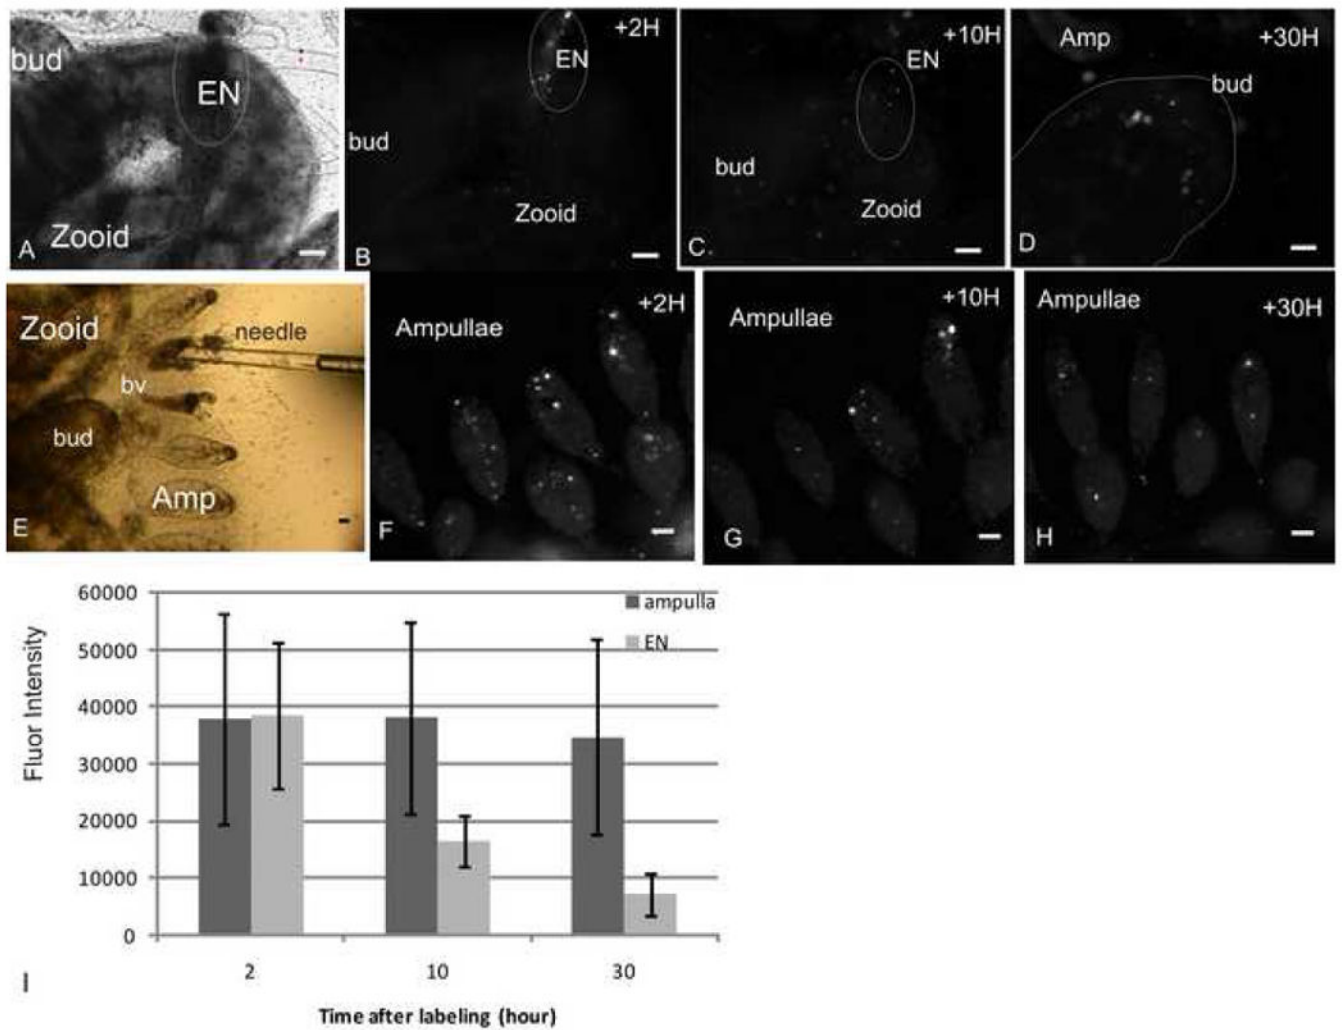 bud
EN
Zooid
A
+2H
EN
bud
Zooid
B
+10H
EN
bud
Zooid
C
Amp
+30H
bud
D
Zooid
needle
bv
bud
Amp
E
+2H
Ampullae
F
+10H
Ampullae
G
Ampullae
+30H
H
60000
50000
40000
30000
20000
10000
0
Fluor Intensity
ampulla
EN
2
10
30
Time after labeling (hour)
I